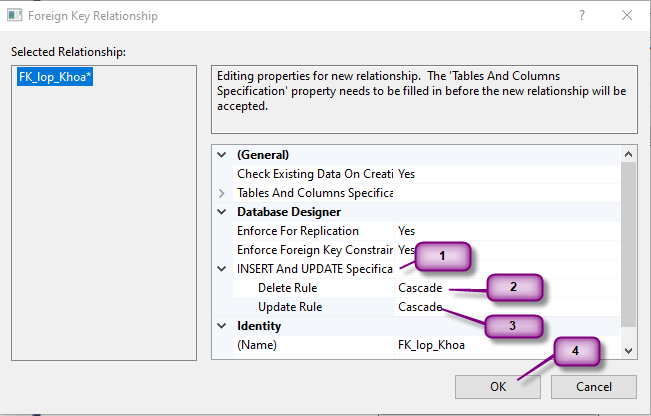 Foreign Key Relationship
?
Selected Relationship:
FK_lop_Khoa*
Editing properties for new relationship. The 'Tables And Columns
Specification' property needs to be filled in before the new relationship will be
accepted.
(General)
Check Existing Data On Creati Yes
Tables And Columns Specifica
Database Designer
Enforce For Replication Yes
Enforce Foreign Key Constrain Yes
1
INSERT And UPDATE Specifica
Delete Rule Cascade 2
Update Rule Cascade 3
Identity
(Name) FK_lop_Khoa
4
OK Cancel